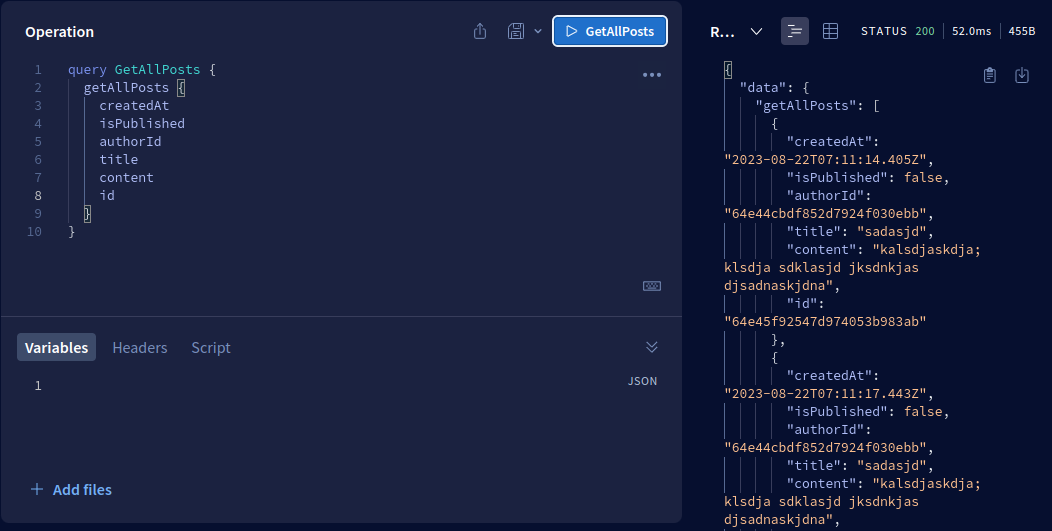 Operation
GetAllPosts
1 query GetAllPosts {
2 getAllPosts {
3 createdAt
4 isPublished
5 authorId
6 title
7 content
8 id
9 }
10 }
Variables Headers Script
JSON
1
Add files
R... STATUS 200 52.0ms 455B
{
"data": {
"getAllPosts": [
{
"createdAt":
"2023-08-22T07:11:14.405Z",
"isPublished": false,
"authorId":
"64e44cbdf852d7924f030ebb",
"title": "sadasjd",
"content": "kalsdjaskdja;
klsdja sdklasjd jksdnkjas
djsadnaskjdna",
"id":
"64e45f92547d974053b983ab"
},
{
"createdAt":
"2023-08-22T07:11:17.443Z",
"isPublished": false,
"authorId":
"64e44cbdf852d7924f030ebb",
"title": "sadasjd",
"content": "kalsdjaskdja;
klsdja sdklasjd jksdnkjas
djsadnaskjdna",